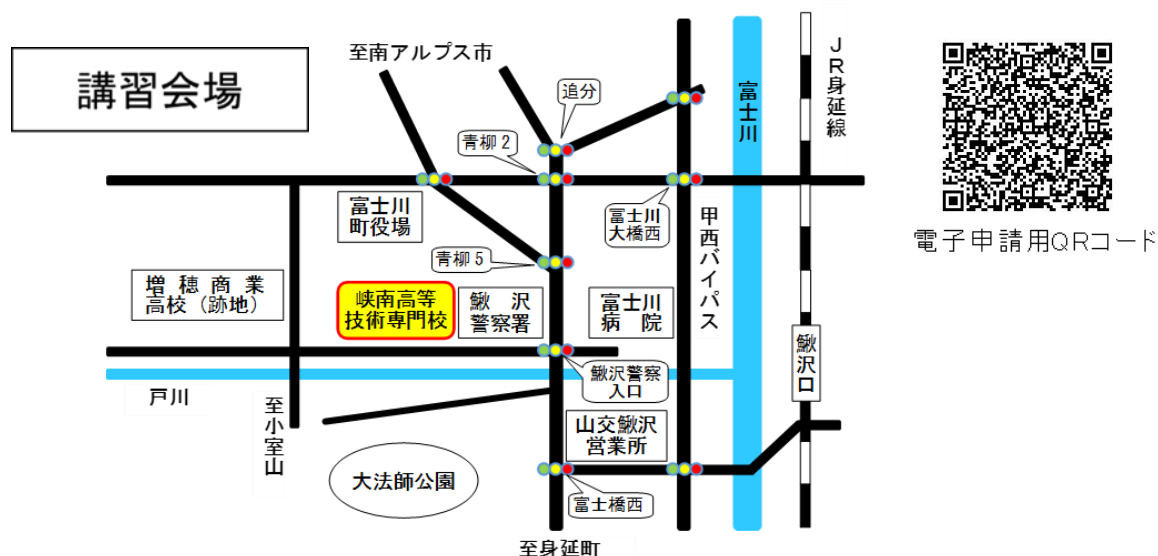 講習会場
至南アルプス市
追分
青柳2
富士川
町役場
富士川
大橋西
富士川
JR身延線
甲西バイパス
電子申請用QRコード
青柳5
増穂商業
高校(跡地)
峡南高等
技術専門校
鰍沢
警察署
富士川
病院
鰍沢口
鰍沢警察
入口
戸川
至小室山
山交鰍沢
営業所
大法師公園
富士橋西
至身延町